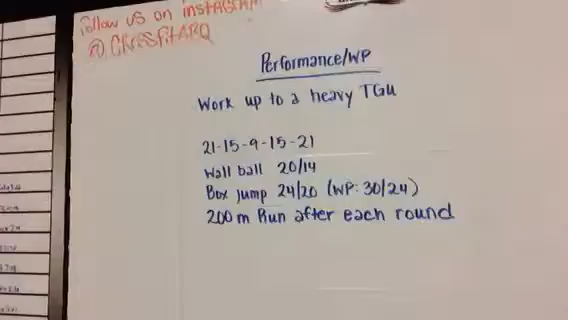 follow us on instagram
@CrossfitABQ
Performance/WP
Work up to a heavy TGU
21-15-9-15-21
Wall ball 20/14
Box jump 24/20 (WP: 30/24)
200m Run after each round